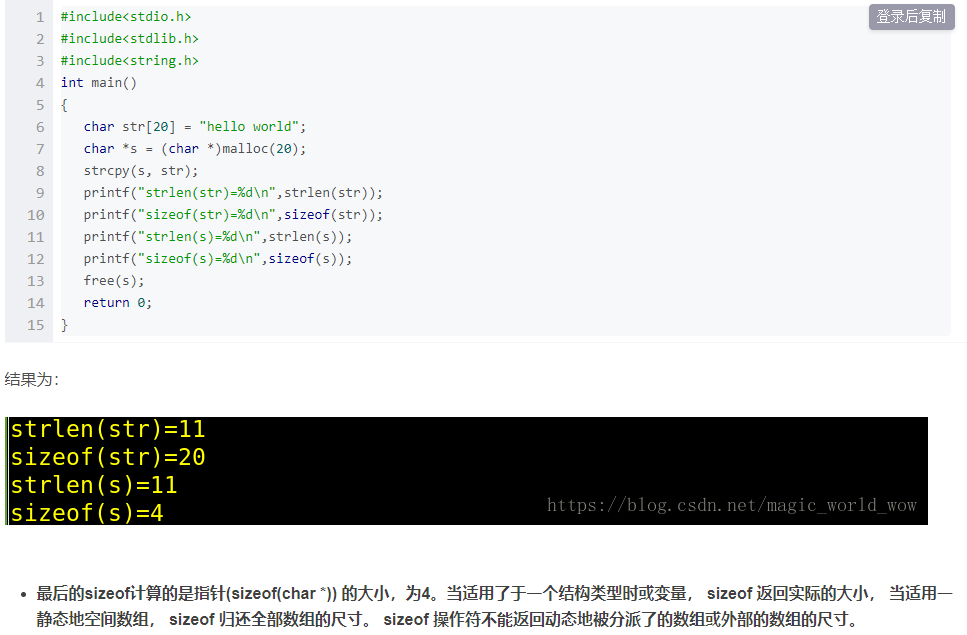 登录后复制
1 #include<stdio.h>
2 #include<stdlib.h>
3 #include<string.h>
4 int main()
5 {
6    char str[20] = "hello world";
7    char *s = (char *)malloc(20);
8    strcpy(s, str);
9    printf("strlen(str)=%d\n",strlen(str));
10    printf("sizeof(str)=%d\n",sizeof(str));
11    printf("strlen(s)=%d\n",strlen(s));
12    printf("sizeof(s)=%d\n",sizeof(s));
13    free(s);
14    return 0;
15 }
结果为：
strlen(str)=11
sizeof(str)=20
strlen(s)=11
sizeof(s)=4
https://blog.csdn.net/magic_world_wow
• 最后的sizeof计算的是指针(sizeof(char *)) 的大小，为4。当适用了于一个结构类型时或变量， sizeof 返回实际的大小， 当适用一
静态地空间数组， sizeof 归还全部数组的尺寸。 sizeof 操作符不能返回动态地被分派了的数组或外部的数组的尺寸。